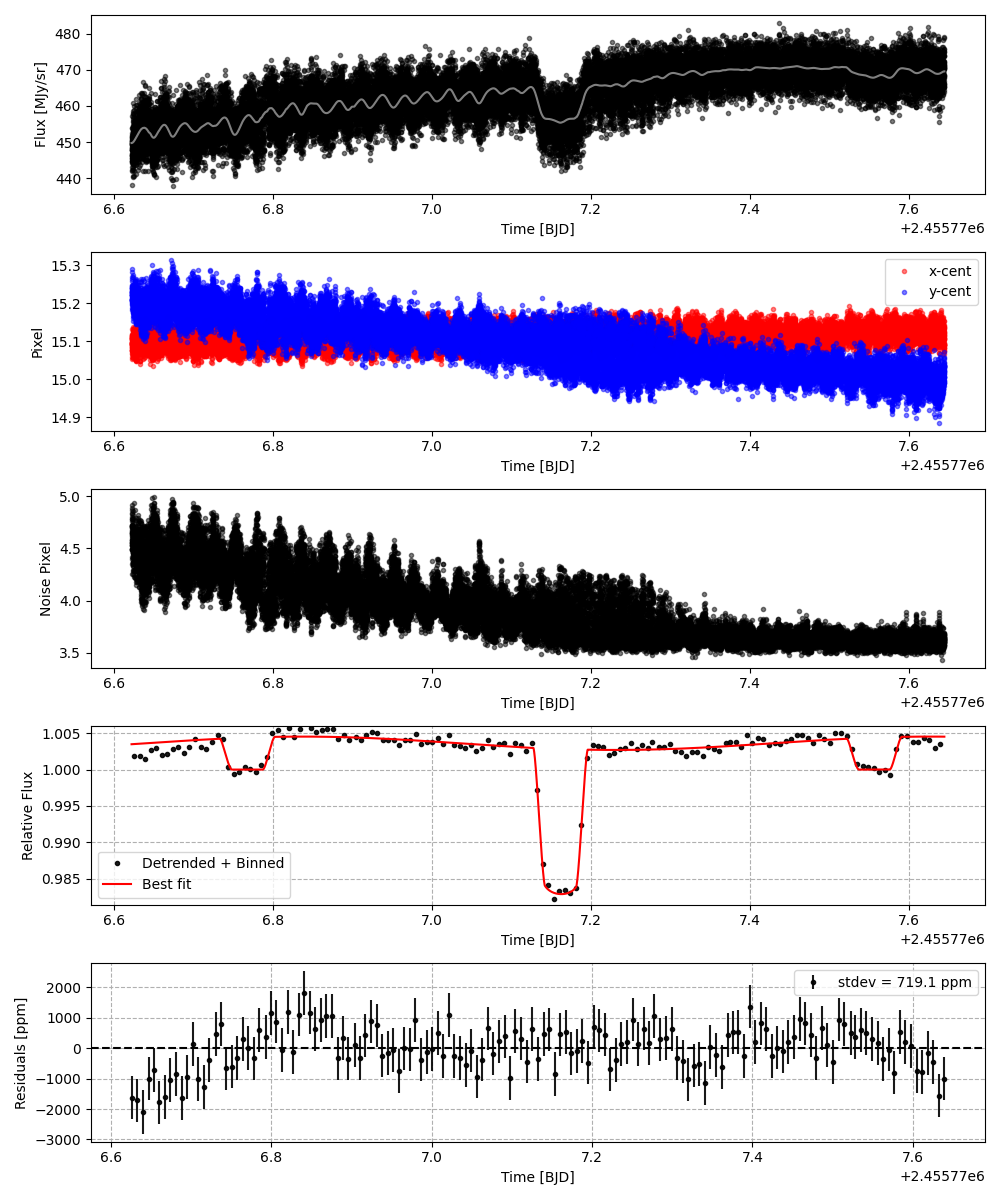 480
470
460
450
440
Flux [MJy/sr]
6.6 6.8 7.0 7.2 7.4 7.6
Time [BJD]
+2.45577e6
15.3
15.2
15.1
15.0
14.9
Pixel
x-cent
y-cent
6.6 6.8 7.0 7.2 7.4 7.6
Time [BJD]
+2.45577e6
5.0
4.5
4.0
3.5
Noise Pixel
6.6 6.8 7.0 7.2 7.4 7.6
Time [BJD]
+2.45577e6
1.005
1.000
0.995
0.990
0.985
Relative Flux
Detrended + Binned
Best fit
6.6 6.8 7.0 7.2 7.4 7.6
Time [BJD]
+2.45577e6
2000
1000
0
−1000
−2000
−3000
Residuals [ppm]
stdev = 719.1 ppm
6.6 6.8 7.0 7.2 7.4 7.6
Time [BJD]
+2.45577e6